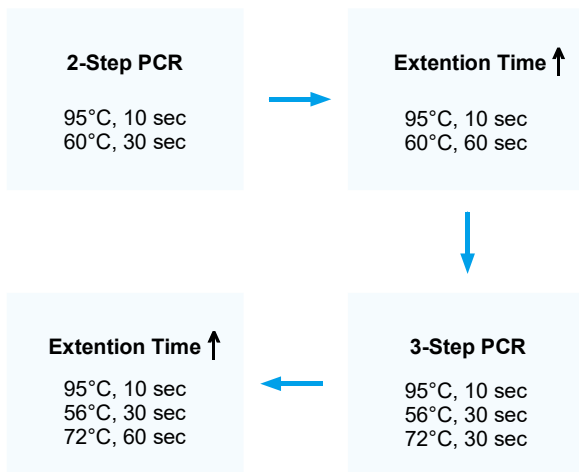 2-Step PCR
95°C, 10 sec
60°C, 30 sec
Extention Time
95°C, 10 sec
60°C, 60 sec
3-Step PCR
95°C, 10 sec
56°C, 30 sec
72°C, 30 sec
Extention Time
95°C, 10 sec
56°C, 30 sec
72°C, 60 sec